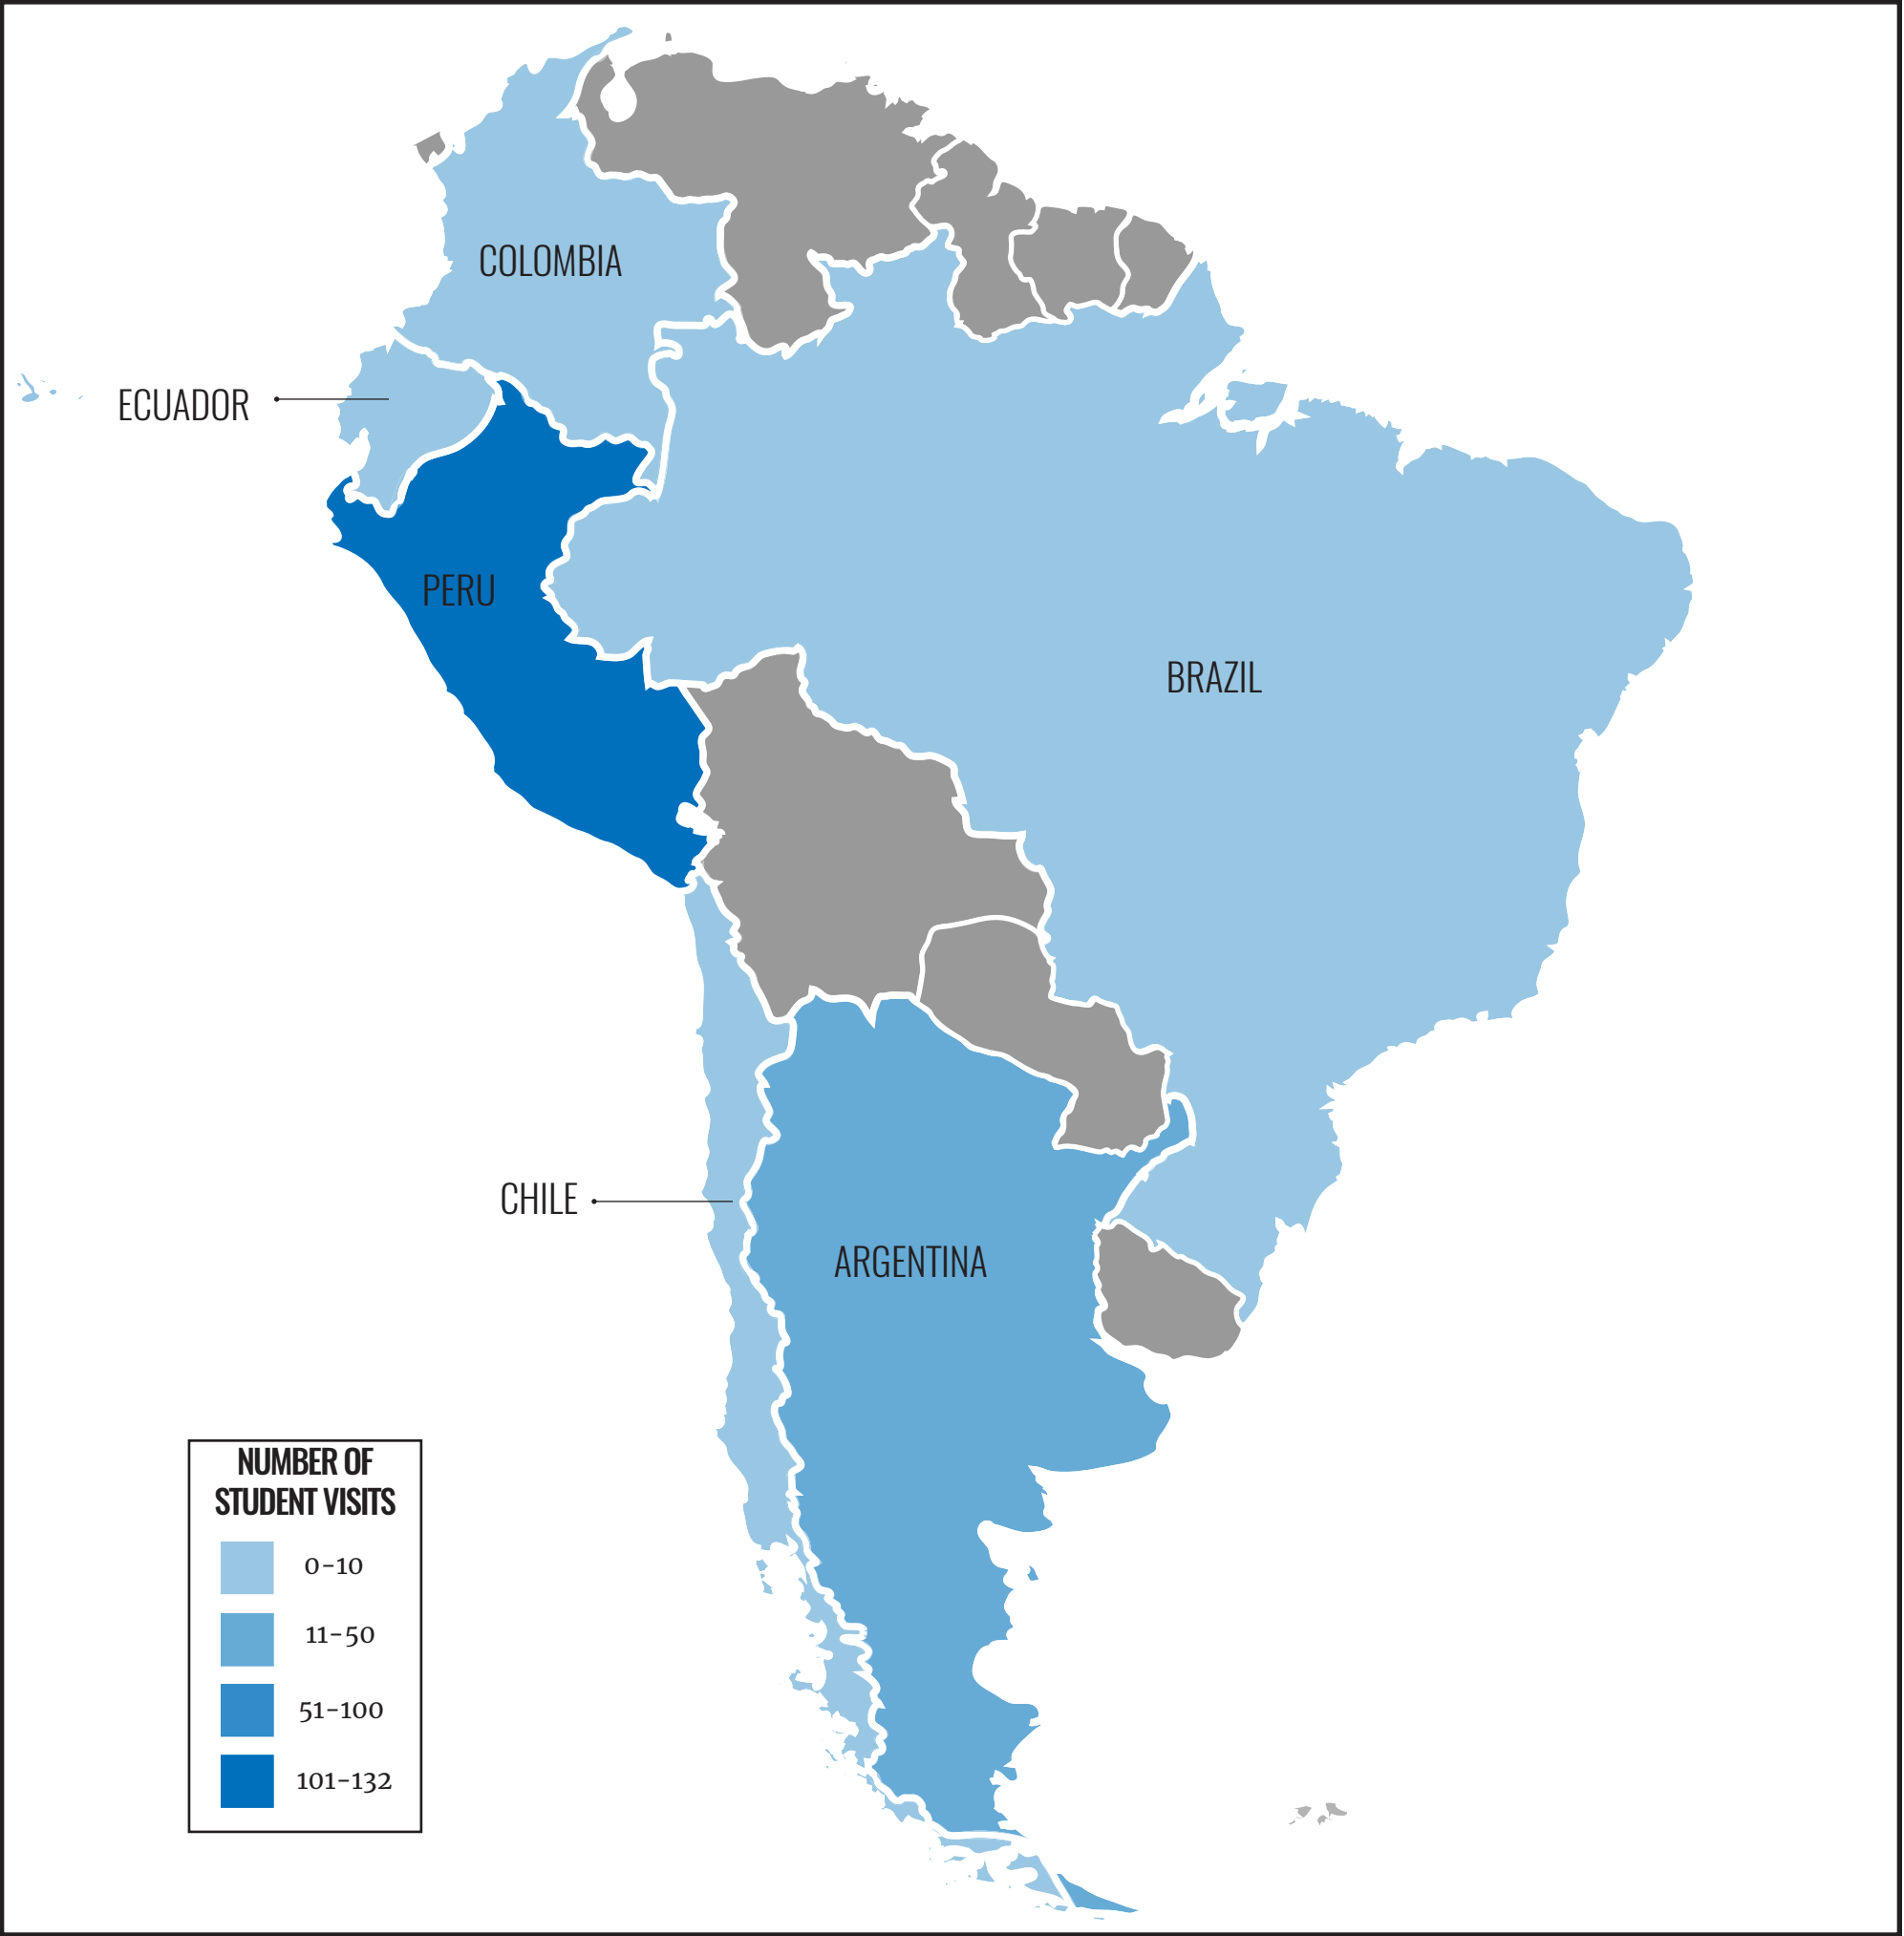 COLOMBIA
ECUADOR
PERU
BRAZIL
CHILE
ARGENTINA
NUMBER OF
STUDENT VISITS
0-10
11-50
51-100
101-132